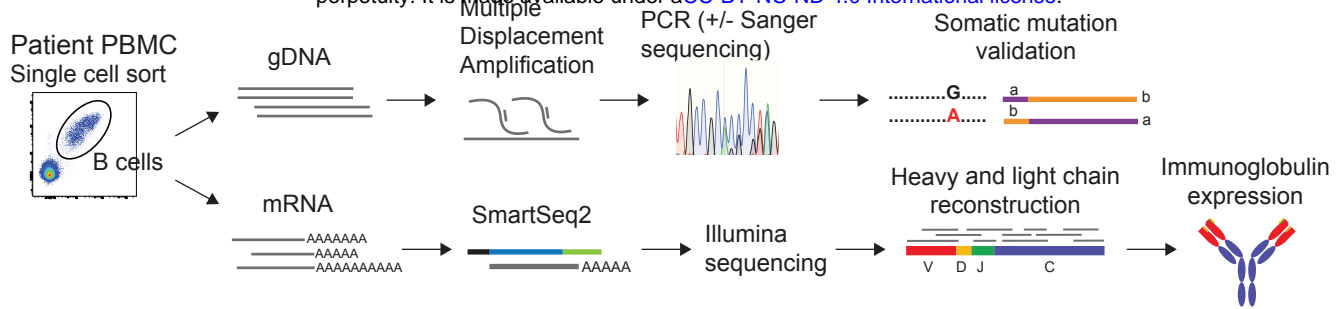 perpetuity. It is made available under aCC-BY-NC-ND 4.0 International license.
Patient PBMC
Single cell sort
B cells
gDNA
Multiple
Displacement
Amplification
PCR (+/- Sanger
sequencing)
Somatic mutation
validation
..........G.....
..........A.....
a
b
b
a
mRNA
AAAAAAA
AAAAA
AAAAAAAAAA
SmartSeq2
AAAAA
Illumina
sequencing
Heavy and light chain
reconstruction
V D J C
Immunoglobulin
expression